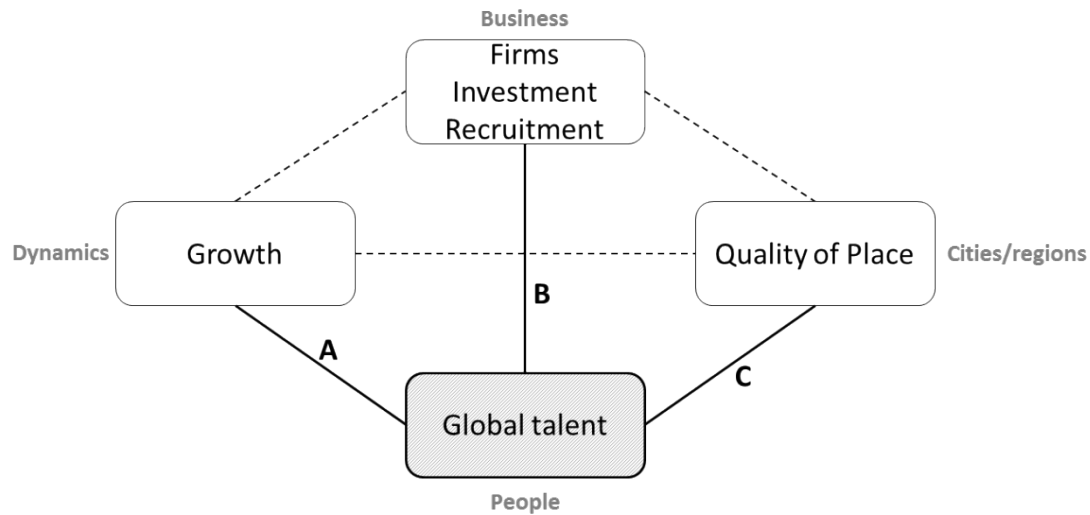 Business
Firms
Investment
Recruitment
Dynamics
Growth
Quality of Place
Cities/regions
B
A
C
Global talent
People